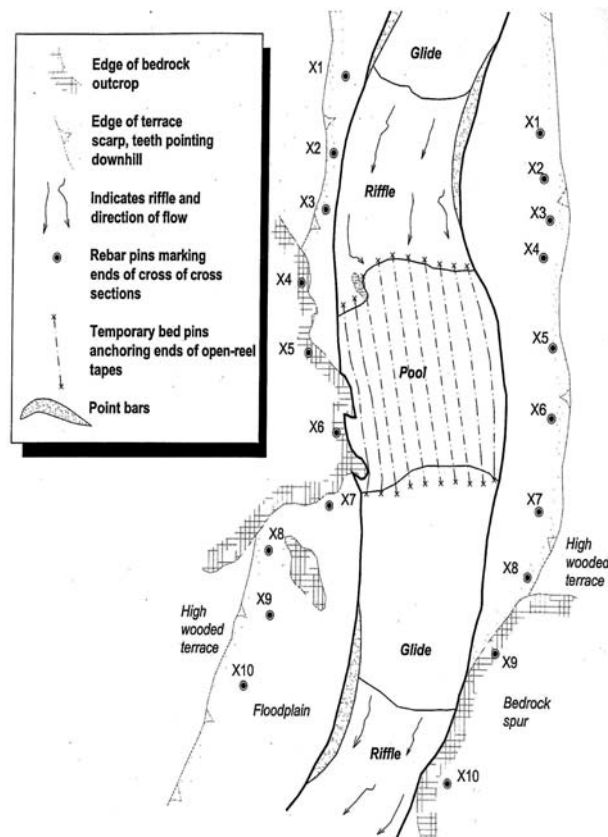 Edge of bedrock
outcrop
Edge of terrace
scarp, teeth pointing
downhill
Indicates riffle and
direction of flow
Rebar pins marking
ends of cross of cross
sections
Temporary bed pins
anchoring ends of open-reel
tapes
Point bars
Glide
X1
X1
X2
X2
Riffle
X3
X3
X4
X4
X5
X5
Pool
X6
X6
X7
X7
X8
High
wooded
terrace
X8
X9
High
wooded
terrace
Glide
X9
X10
Floodplain
Bedrock
spur
Riffle
X10